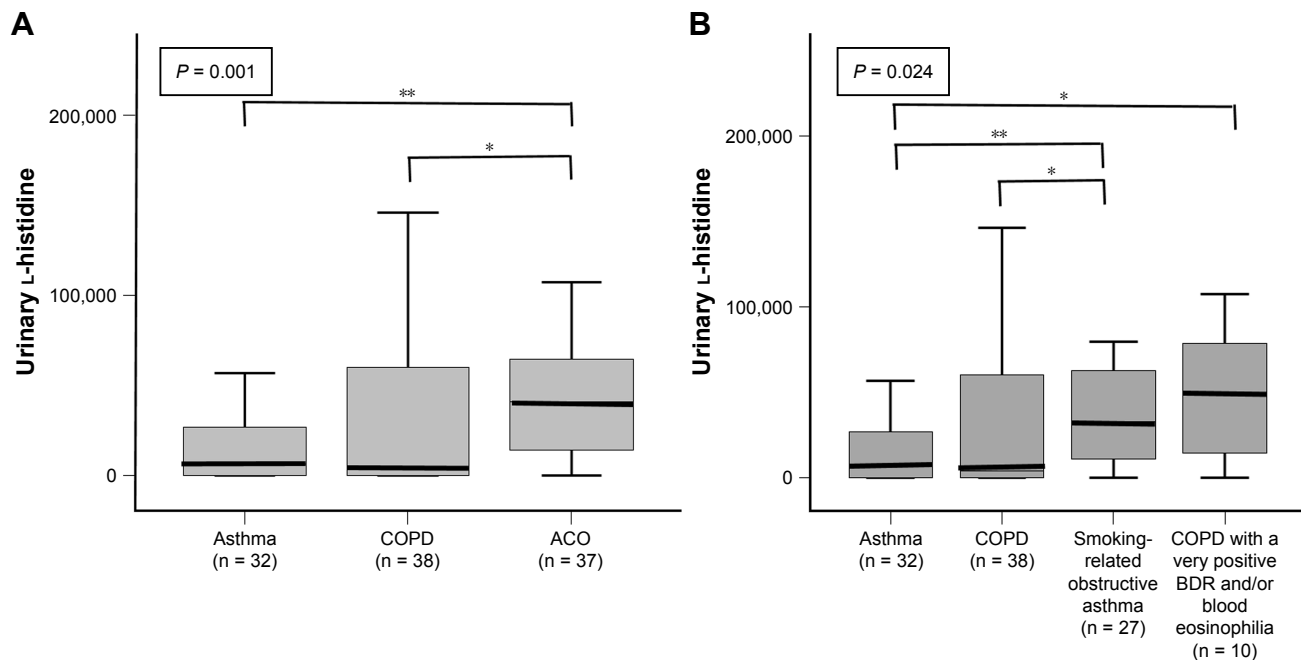 A
P = 0.001
**
*
Urinary L-histidine
200,000
100,000
0
Asthma
(n = 32)
COPD
(n = 38)
ACO
(n = 37)
B
P = 0.024
*
**
*
Urinary L-histidine
200,000
100,000
0
Asthma
(n = 32)
COPD
(n = 38)
Smoking-
related
obstructive
asthma
(n = 27)
COPD with a
very positive
BDR and/or
blood
eosinophilia
(n = 10)